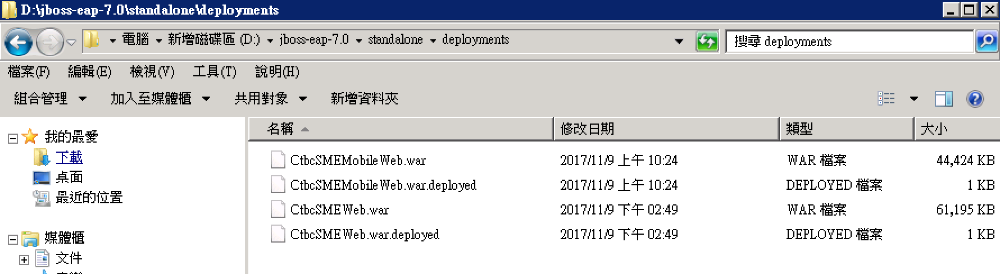 D:\jboss-eap-7.0\standalone\deployments
電腦 新增磁碟區 (D:) jboss-eap-7.0 standalone deployments
搜尋 deployments
檔案(F) 編輯(E) 檢視(V) 工具(T) 說明(H)
組合管理 加入至媒體櫃 共用對象 新增資料夾
我的最愛
下載
桌面
最近的位置
媒體櫃
文件
名稱 修改日期 類型 大小
CtbcSMEMobileWeb.war 2017/11/9 上午 10:24 WAR 檔案 44,424 KB
CtbcSMEMobileWeb.war.deployed 2017/11/9 上午 10:24 DEPLOYED 檔案 1 KB
CtbcSMEWeb.war 2017/11/9 下午 02:49 WAR 檔案 61,195 KB
CtbcSMEWeb.war.deployed 2017/11/9 下午 02:49 DEPLOYED 檔案 1 KB